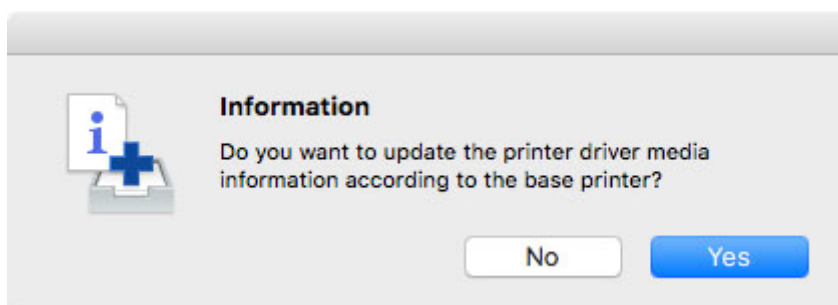 Information
Do you want to update the printer driver media
information according to the base printer?
No Yes